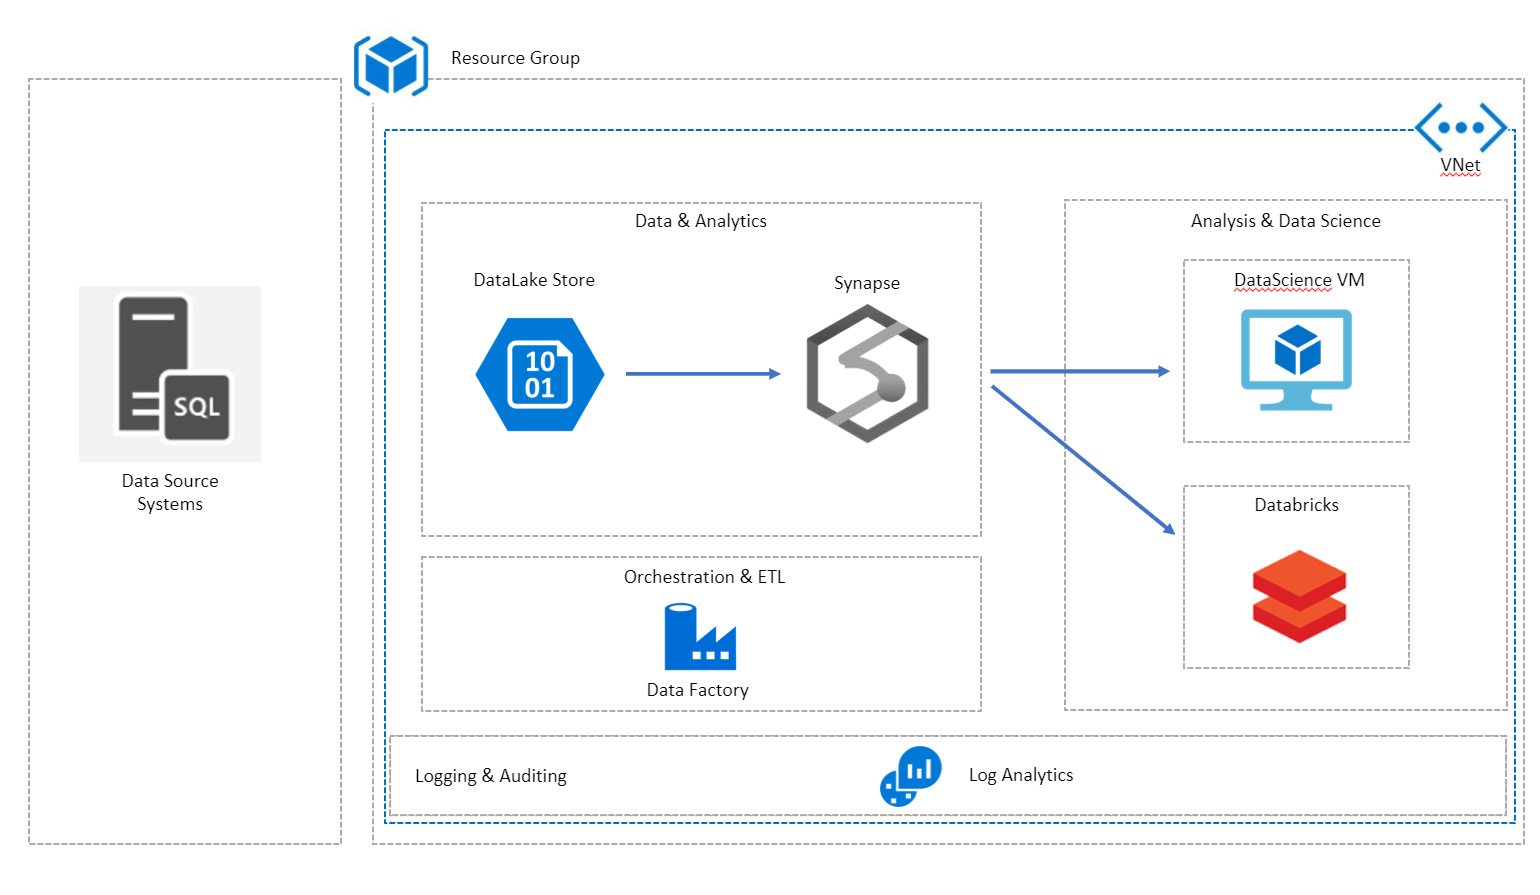 Resource Group
VNet
Data & Analytics
Analysis & Data Science
DataLake Store
Synapse
DataScience VM
10
01
SQL
Data Source
Systems
Databricks
Orchestration & ETL
Data Factory
Logging & Auditing
Log Analytics